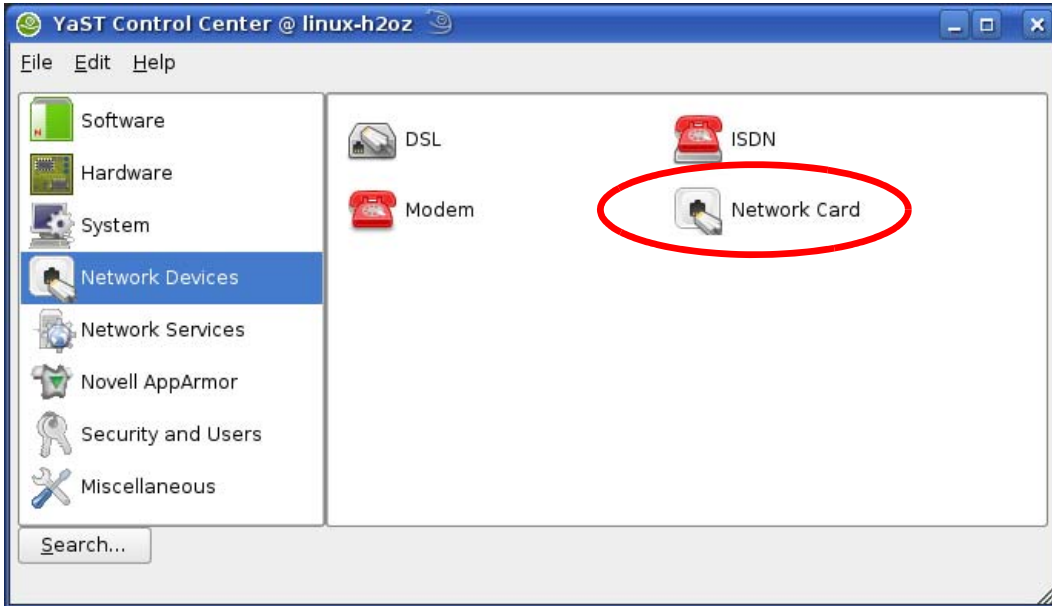 YaST Control Center @ linux-h2oz
File Edit Help
Software
Hardware
System
Network Devices
Network Services
Novell AppArmor
Security and Users
Miscellaneous
DSL
ISDN
Modem
Network Card
Search...
N